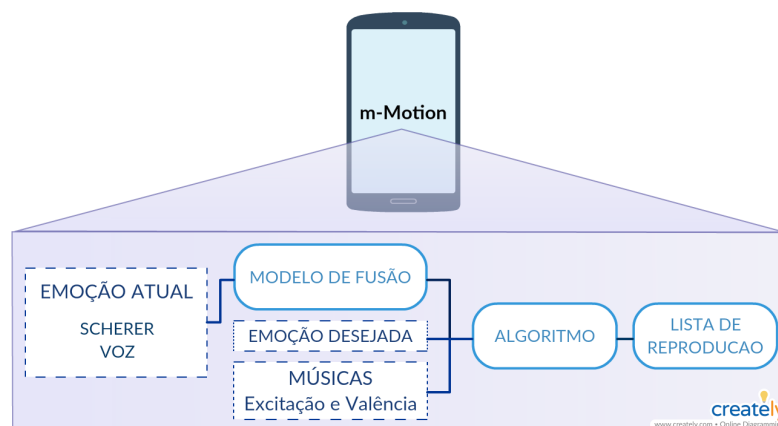 m-Motion
EMOÇÃO ATUAL
SCHERER
VOZ
MODELO DE FUSÃO
EMOÇÃO DESEJADA
MÚSICAS
Excitação e Valência
ALGORITMO
LISTA DE
REPRODUCAO
creately
www.creately.com • Online Diagramming